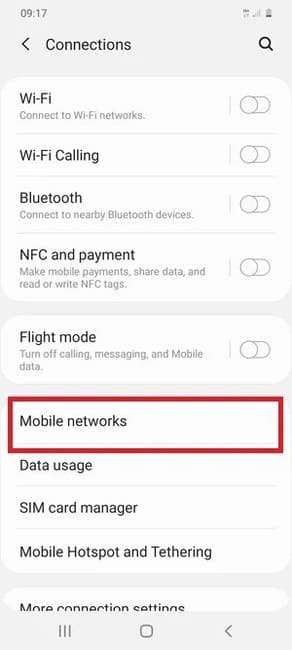 09:17
Connections
Wi-Fi
Connect to Wi-Fi networks.
Wi-Fi Calling
Bluetooth
Connect to nearby Bluetooth devices.
NFC and payment
Make mobile payments, share data, and
read or write NFC tags.
Flight mode
Turn off calling, messaging, and Mobile
data.
Mobile networks
Data usage
SIM card manager
Mobile Hotspot and Tethering
More connection settings